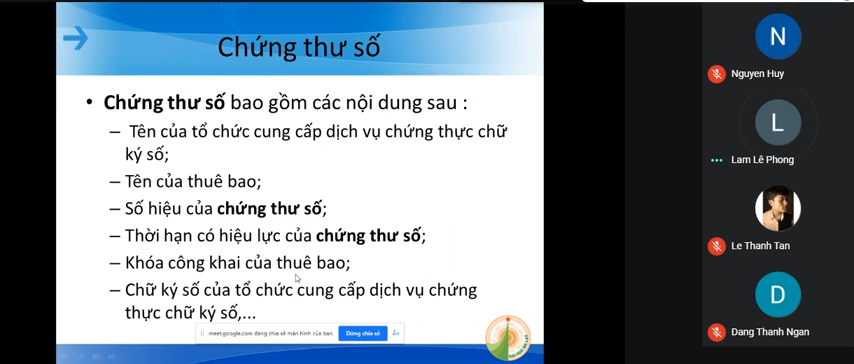 Chứng thư số
• Chứng thư số bao gồm các nội dung sau :
– Tên của tổ chức cung cấp dịch vụ chứng thực chữ
ký số;
– Tên của thuê bao;
– Số hiệu của chứng thư số;
– Thời hạn có hiệu lực của chứng thư số;
– Khóa công khai của thuê bao;
– Chữ ký số của tổ chức cung cấp dịch vụ chứng
thực chữ ký số,...
meet.google.com đang chia sẻ màn hình của bạn.
Dừng chia sẻ
Ẩn
N
Nguyen Huy
L
Lam Lê Phong
Le Thanh Tan
D
Dang Thanh Ngan